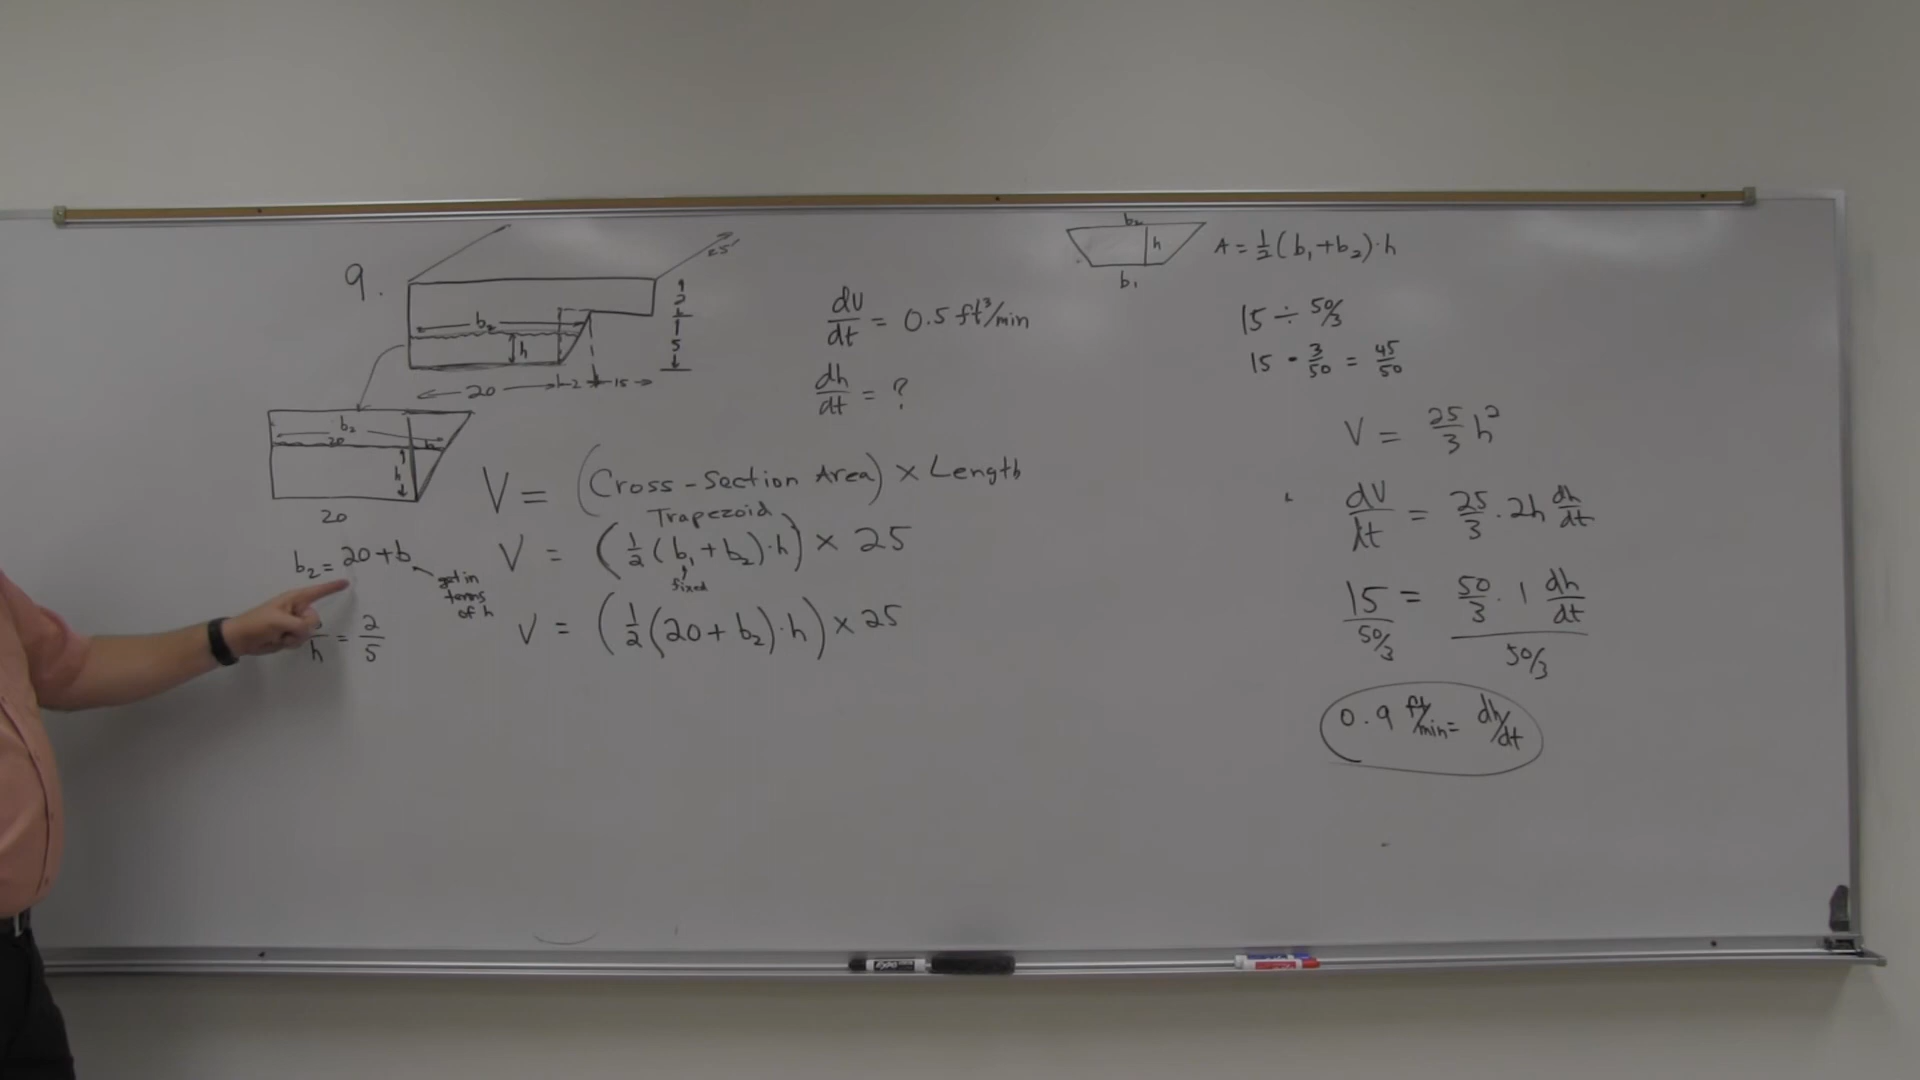 9.
25'
2
5
b₂
h
20
2
15
b₂
20
b
h
20
b₂ = 20 + b
get in
terms
of h
h = 2/5
dV/dt = 0.5 ft³/min
dh/dt = ?
V = (Cross-Section Area) × Length
Trapezoid
V = (½(b₁ + b₂)·h) × 25
fixed
V = (½(20 + b₂)·h) × 25
b₂
h
b₁
A = ½(b₁ + b₂)·h
15 ÷ 50/3
15 · 3/50 = 45/50
V = 25/3 h²
dV/dt = 25/3 · 2h dh/dt
15 = 50/3 · 1 dh/dt
50/3 50/3
0.9 ft/min = dh/dt